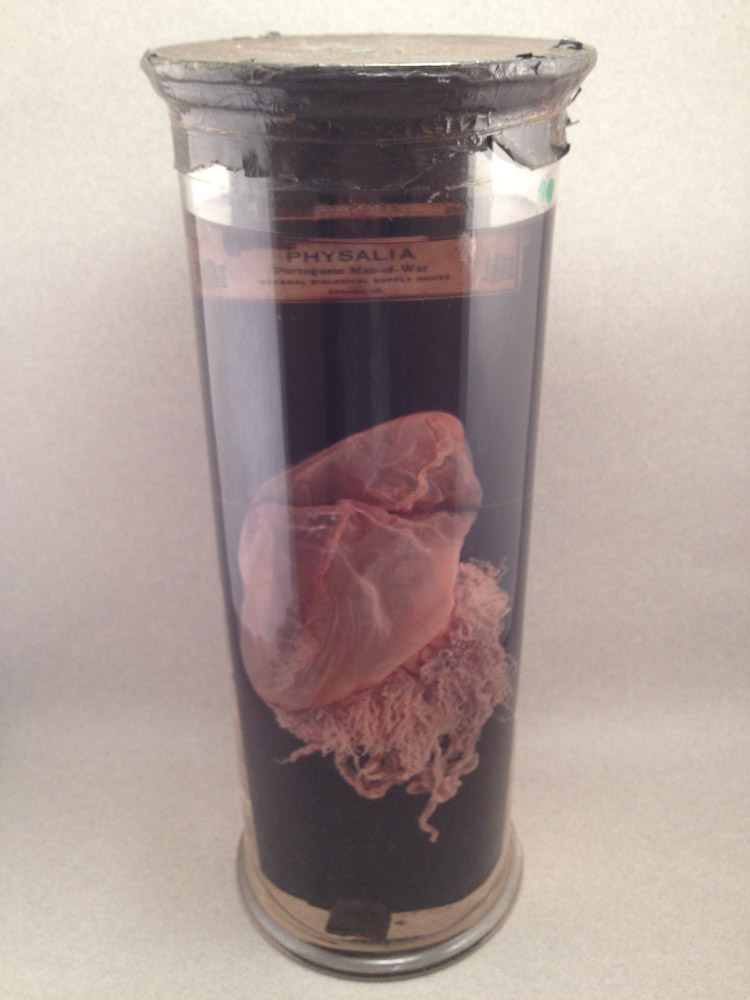 PHYSALIA
Portuguese Man-of-War
GENERAL BIOLOGICAL SUPPLY HOUSE